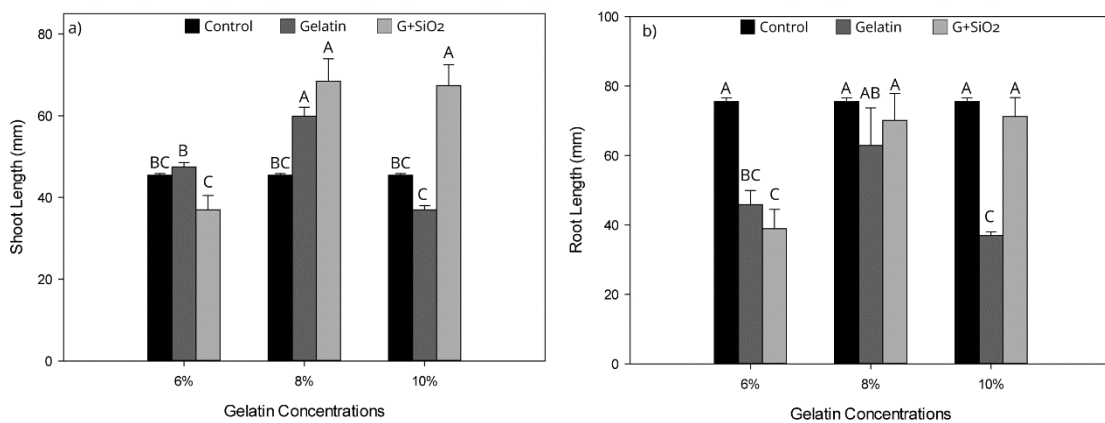 a)
Control Gelatin G+SiO2
80
60
40
20
0
Shoot Length (mm)
BC B C
BC A A
BC C A
6% 8% 10%
Gelatin Concentrations
b)
Control Gelatin G+SiO2
100
80
60
40
20
0
Root Length (mm)
A BC C
A AB A
A C A
6% 8% 10%
Gelatin Concentrations